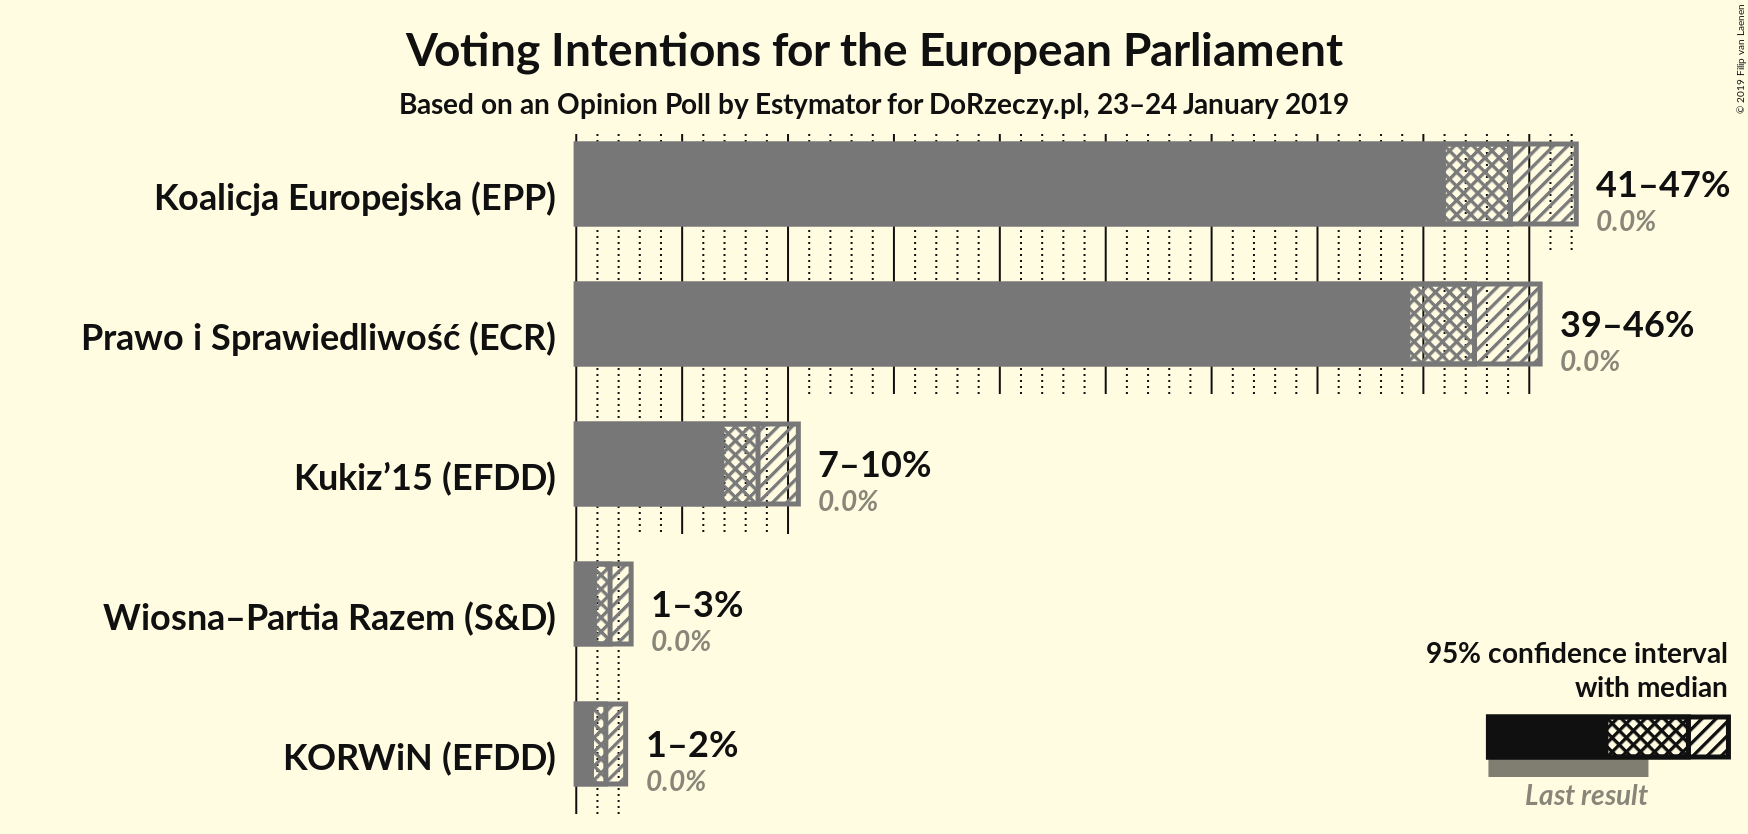 Voting Intentions for the European Parliament
Based on an Opinion Poll by Estymator for DoRzeczy.pl, 23–24 January 2019
© 2019 Filip van Laenen
Koalicja Europejska (EPP)
41–47%
0.0%
Prawo i Sprawiedliwość (ECR)
39–46%
0.0%
Kukiz’15 (EFDD)
7–10%
0.0%
Wiosna–Partia Razem (S&D)
1–3%
0.0%
KORWiN (EFDD)
1–2%
0.0%
95% confidence interval
with median
Last result